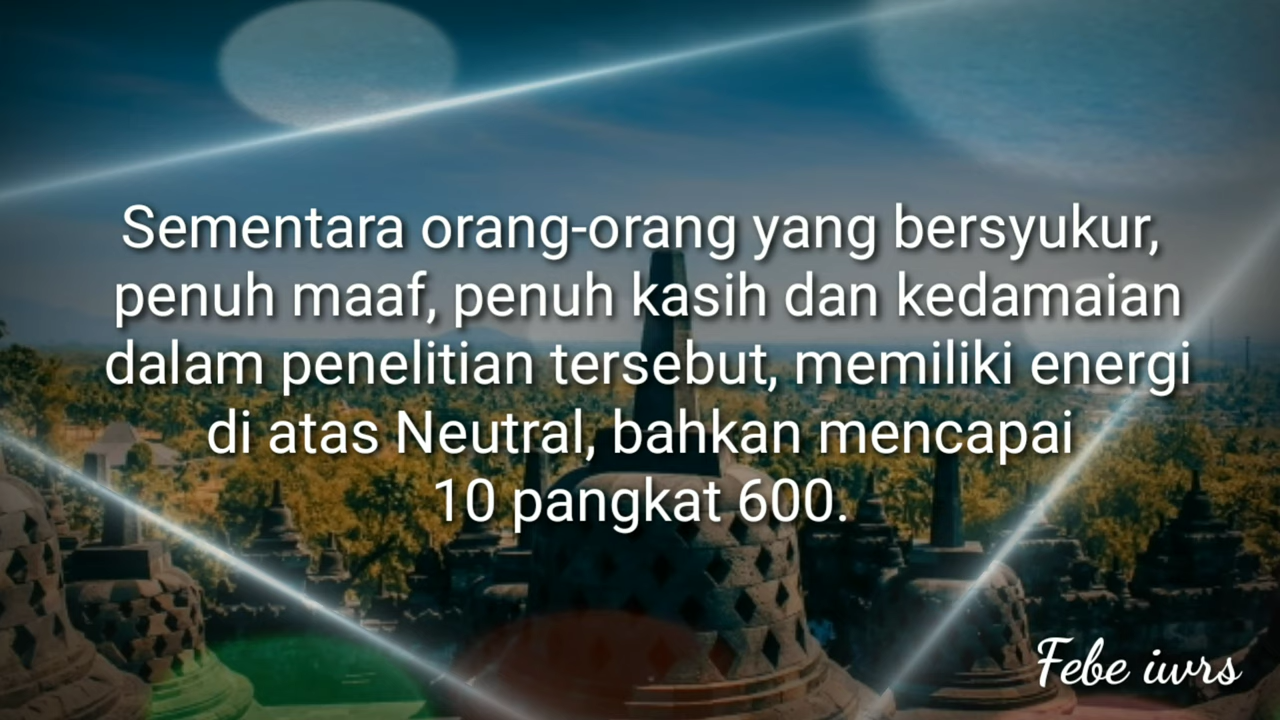 Sementara orang-orang yang bersyukur,
penuh maaf, penuh kasih dan kedamaian
dalam penelitian tersebut, memiliki energi
di atas Neutral, bahkan mencapai
10 pangkat 600.
Febe iwrs